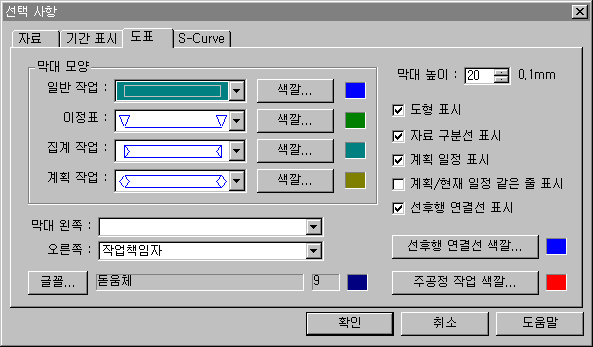 선택 사항
자료 기간 표시 도표 S-Curve
막대 모양
일반 작업 : 색깔...
이정표 : 색깔...
집계 작업 : 색깔...
계획 작업 : 색깔...
막대 높이 : 20 0.1mm
도형 표시
자료 구분선 표시
계획 일정 표시
계획/현재 일정 같은 줄 표시
선후행 연결선 표시
막대 왼쪽 :
오른쪽 : 작업책임자
글꼴... 돋움체 9
선후행 연결선 색깔...
주공정 작업 색깔...
확인 취소 도움말